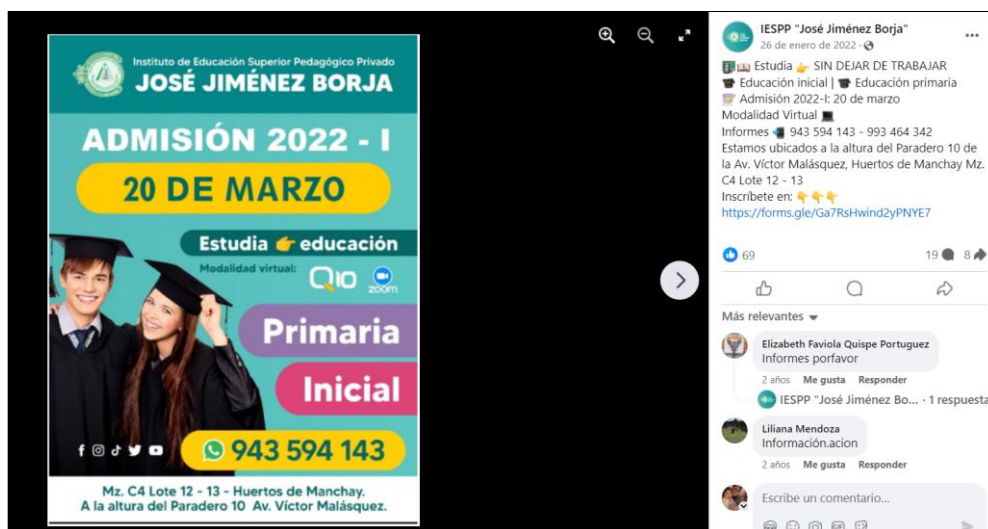 Instituto de Educación Superior Pedagógico Privado
JOSÉ JIMÉNEZ BORJA
ADMISIÓN 2022 - I
20 DE MARZO
Estudia 👉 educación
Modalidad virtual:
Q10
zoom
Primaria
Inicial
943 594 143
Mz. C4 Lote 12 - 13 - Huertos de Manchay.
A la altura del Paradero 10 Av. Víctor Malásquez.
IESPP "José Jiménez Borja"
26 de enero de 2022 ·
Estudia 👉 SIN DEJAR DE TRABAJAR
🎓 Educación inicial | 🎓 Educación primaria
📝 Admisión 2022-I: 20 de marzo
Modalidad Virtual 💻
Informes 📲 943 594 143 - 993 464 342
Estamos ubicados a la altura del Paradero 10 de
la Av. Víctor Malásquez, Huertos de Manchay Mz.
C4 Lote 12 - 13
Inscríbete en: 👇👇👇
https://forms.gle/Ga7RsHwind2yPNYE7
69
19
8
Más relevantes
Elizabeth Faviola Quispe Portuguez
Informes porfavor
2 años Me gusta Responder
IESPP "José Jiménez Bo... · 1 respuesta
Liliana Mendoza
Información.acion
2 años Me gusta Responder
Escribe un comentario...